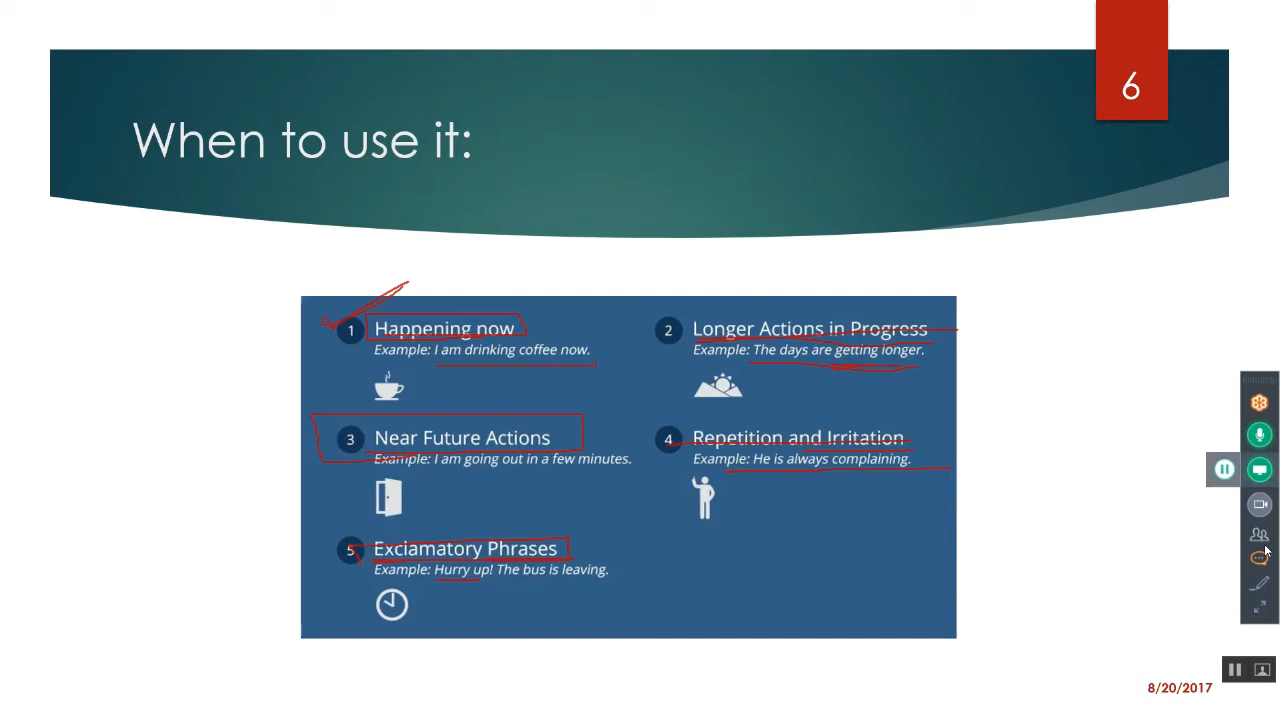 6
When to use it:
1 Happening now
Example: I am drinking coffee now.
2 Longer Actions in Progress
Example: The days are getting longer.
3 Near Future Actions
Example: I am going out in a few minutes.
4 Repetition and Irritation
Example: He is always complaining.
5 Exclamatory Phrases
Example: Hurry up! The bus is leaving.
8/20/2017